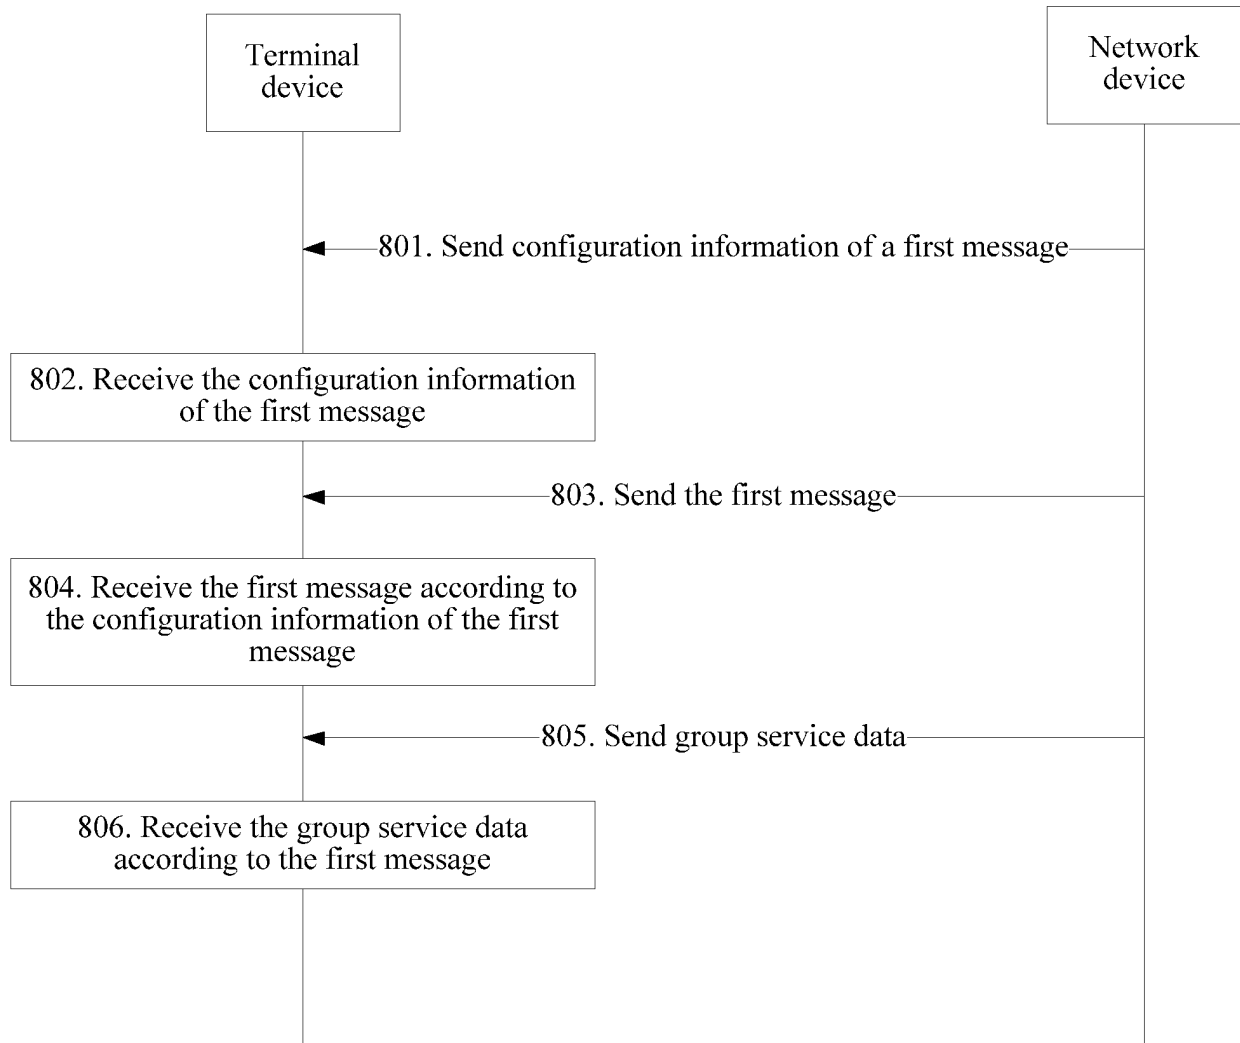 Terminal
device
Network
device
801. Send configuration information of a first message
802. Receive the configuration information
of the first message
803. Send the first message
804. Receive the first message according to
the configuration information of the first
message
805. Send group service data
806. Receive the group service data
according to the first message